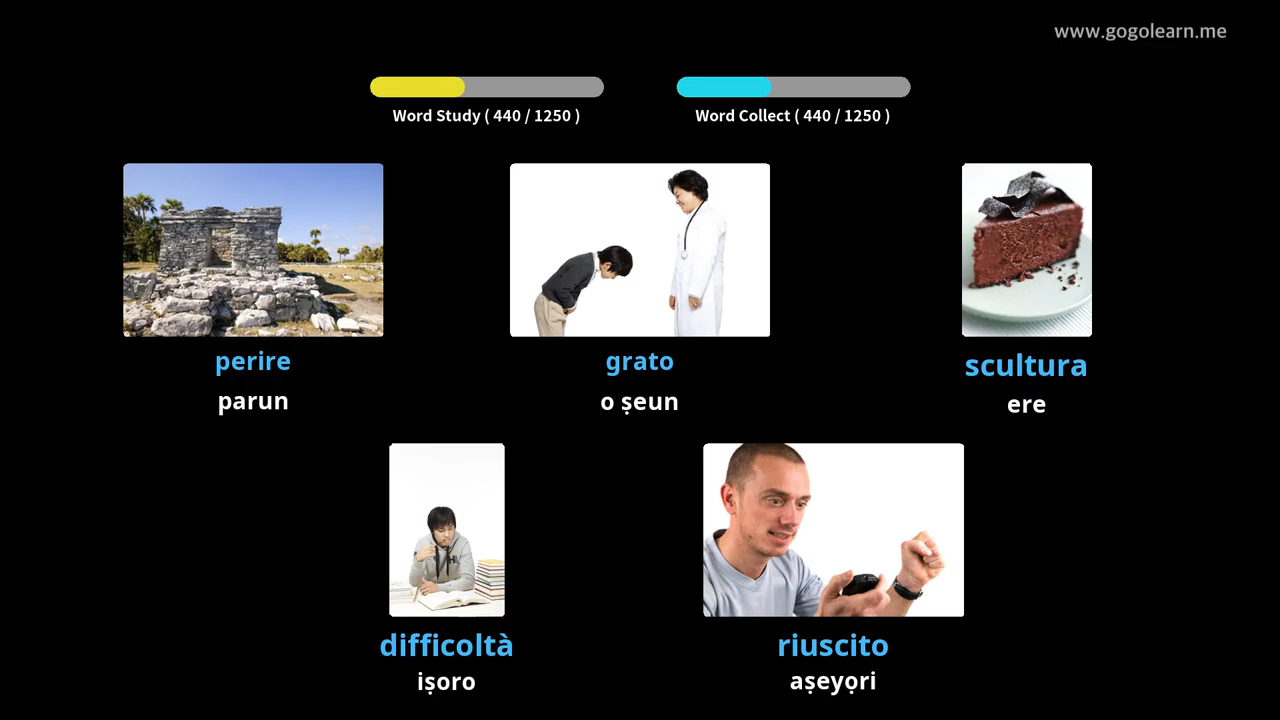 www.gogolearn.me
Word Study ( 440 / 1250 )
Word Collect ( 440 / 1250 )
perire
parun
grato
o ṣeun
scultura
ere
difficoltà
iṣoro
riuscito
aṣeyọri